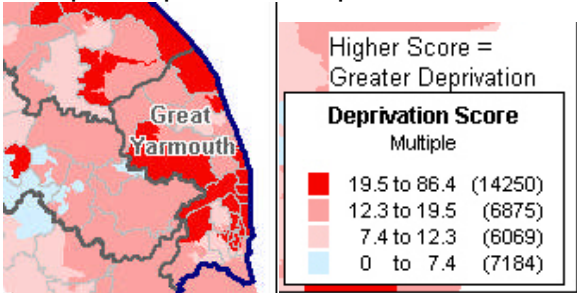 Great
Yarmouth
Higher Score =
Greater Deprivation
Deprivation Score
Multiple
19.5 to 86.4 (14250)
12.3 to 19.5 (6875)
7.4 to 12.3 (6069)
0 to 7.4 (7184)